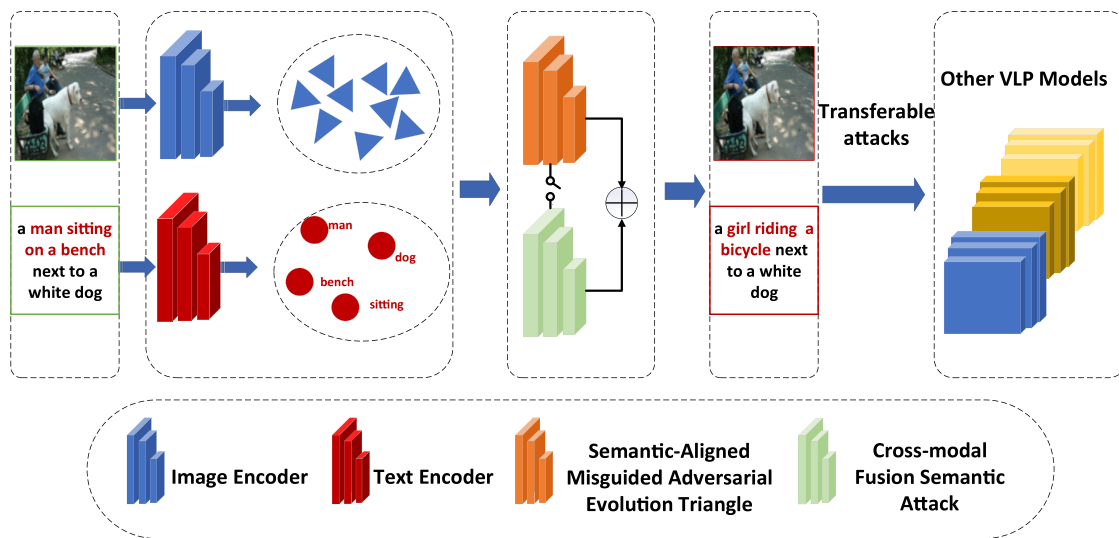 a man sitting
on a bench
next to a
white dog
man
dog
bench
sitting
a girl riding a
bicycle next
to a white
dog
Transferable
attacks
Other VLP Models
Image Encoder
Text Encoder
Semantic-Aligned
Misguided Adversarial
Evolution Triangle
Cross-modal
Fusion Semantic
Attack